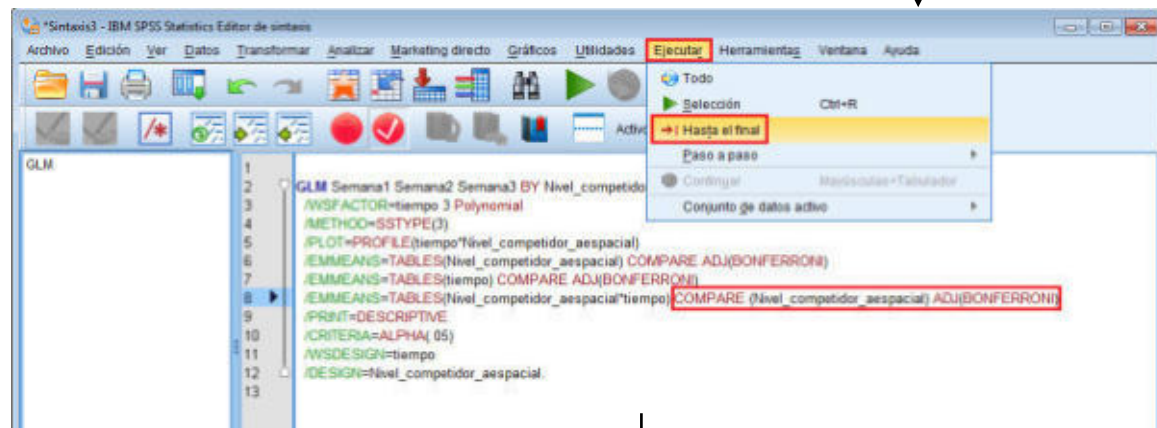 *Sintaxis3 - IBM SPSS Statistics Editor de sintaxis
Archivo Edición Ver Datos Transformar Analizar Marketing directo Gráficos Utilidades Ejecutar Herramientas Ventana Ayuda
Todo
Selección Ctrl+R
Activo
Hasta el final
Paso a paso
Continuar Mayúsculas+Tabulador
Conjunto de datos activo
GLM
1
2 GLM Semana1 Semana2 Semana3 BY Nivel_competido
3 /WSFACTOR=tiempo 3 Polynomial
4 /METHOD=SSTYPE(3)
5 /PLOT=PROFILE(tiempo*Nivel_competidor_aespacial)
6 /EMMEANS=TABLES(Nivel_competidor_aespacial) COMPARE ADJ(BONFERRONI)
7 /EMMEANS=TABLES(tiempo) COMPARE ADJ(BONFERRONI)
8 /EMMEANS=TABLES(Nivel_competidor_aespacial*tiempo) COMPARE (Nivel_competidor_aespacial) ADJ(BONFERRONI)
9 /PRINT=DESCRIPTIVE
10 /CRITERIA=ALPHA(.05)
11 /WSDESIGN=tiempo
12 /DESIGN=Nivel_competidor_aespacial.
13